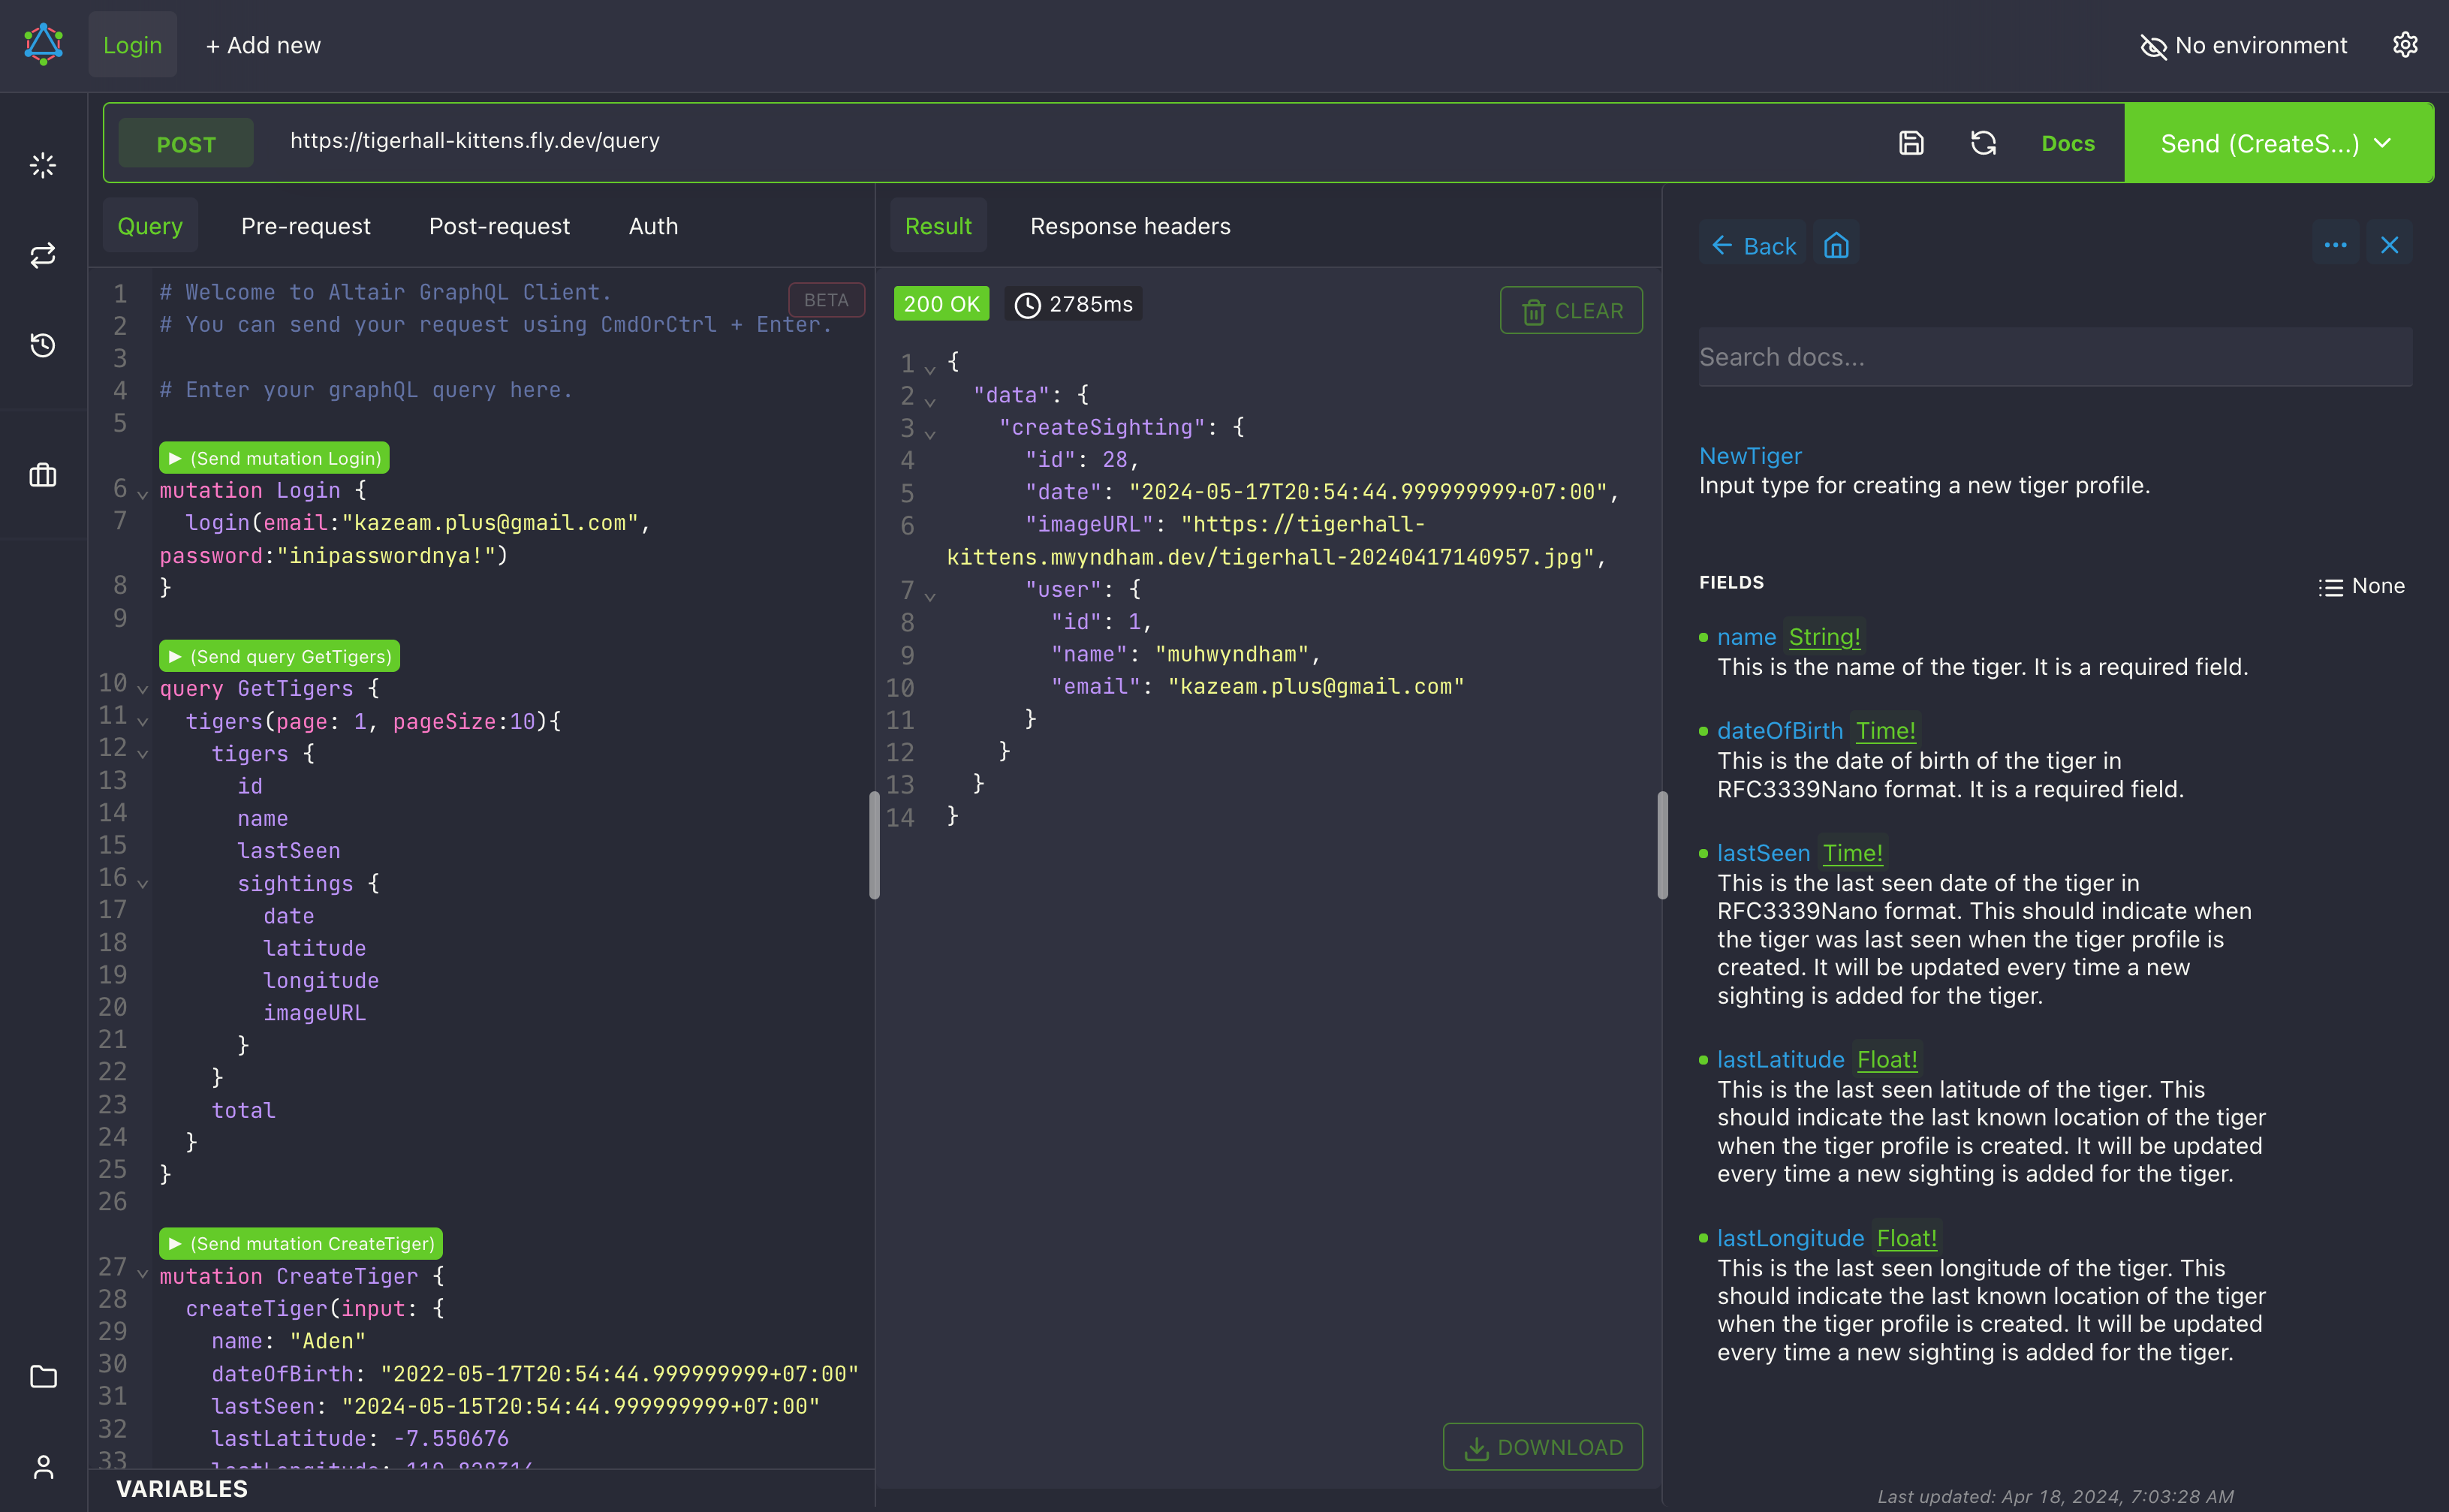 Login
+ Add new
No environment
POST
https://tigerhall-kittens.fly.dev/query
Docs
Send (CreateS...)
Query
Pre-request
Post-request
Auth
BETA
1 # Welcome to Altair GraphQL Client.
2 # You can send your request using CmdOrCtrl + Enter.
3
4 # Enter your graphQL query here.
5
(Send mutation Login)
6 mutation Login {
7 login(email:"kazeam.plus@gmail.com",
password:"inipasswordnya!")
8 }
9
(Send query GetTigers)
10 query GetTigers {
11 tigers(page: 1, pageSize:10){
12 tigers {
13 id
14 name
15 lastSeen
16 sightings {
17 date
18 latitude
19 longitude
20 imageURL
21 }
22 }
23 total
24 }
25 }
26
(Send mutation CreateTiger)
27 mutation CreateTiger {
28 createTiger(input: {
29 name: "Aden"
30 dateOfBirth: "2022-05-17T20:54:44.999999999+07:00"
31 lastSeen: "2024-05-15T20:54:44.999999999+07:00"
32 lastLatitude: -7.550676
33 lastLongitude:
VARIABLES
Result
Response headers
200 OK
2785ms
CLEAR
1 {
2 "data": {
3 "createSighting": {
4 "id": 28,
5 "date": "2024-05-17T20:54:44.999999999+07:00",
6 "imageURL": "https://tigerhall-
kittens.mwyndham.dev/tigerhall-20240417140957.jpg",
7 "user": {
8 "id": 1,
9 "name": "muhwyndham",
10 "email": "kazeam.plus@gmail.com"
11 }
12 }
13 }
14 }
DOWNLOAD
Back
Search docs...
NewTiger
Input type for creating a new tiger profile.
FIELDS
None
name String!
This is the name of the tiger. It is a required field.
dateOfBirth Time!
This is the date of birth of the tiger in
RFC3339Nano format. It is a required field.
lastSeen Time!
This is the last seen date of the tiger in
RFC3339Nano format. This should indicate when
the tiger was last seen when the tiger profile is
created. It will be updated every time a new
sighting is added for the tiger.
lastLatitude Float!
This is the last seen latitude of the tiger. This
should indicate the last known location of the tiger
when the tiger profile is created. It will be updated
every time a new sighting is added for the tiger.
lastLongitude Float!
This is the last seen longitude of the tiger. This
should indicate the last known location of the tiger
when the tiger profile is created. It will be updated
every time a new sighting is added for the tiger.
Last updated: Apr 18, 2024, 7:03:28 AM